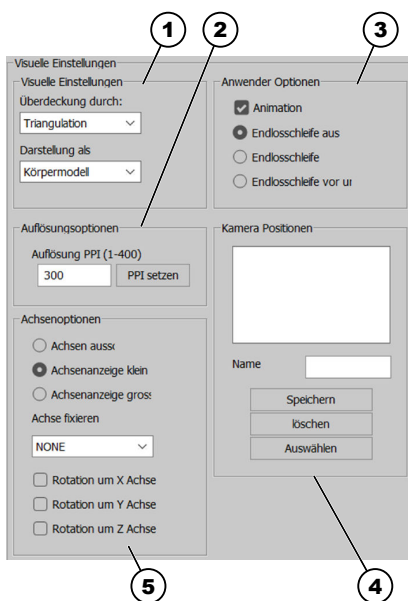 1
2
3
Visuelle Einstellungen
Visuelle Einstellungen
Überdeckung durch:
Triangulation
Darstellung als
Körpermodell
Anwender Optionen
Animation
Endlosschleife aus
Endlosschleife
Endlosschleife vor ur
Auflösungsoptionen
Auflösung PPI (1-400)
300
PPI setzen
Kamera Positionen
Name
Speichern
löschen
Auswählen
Achsenoptionen
Achsen aussc
Achsenanzeige klein
Achsenanzeige gross
Achse fixieren
NONE
Rotation um X Achse
Rotation um Y Achse
Rotation um Z Achse
5
4